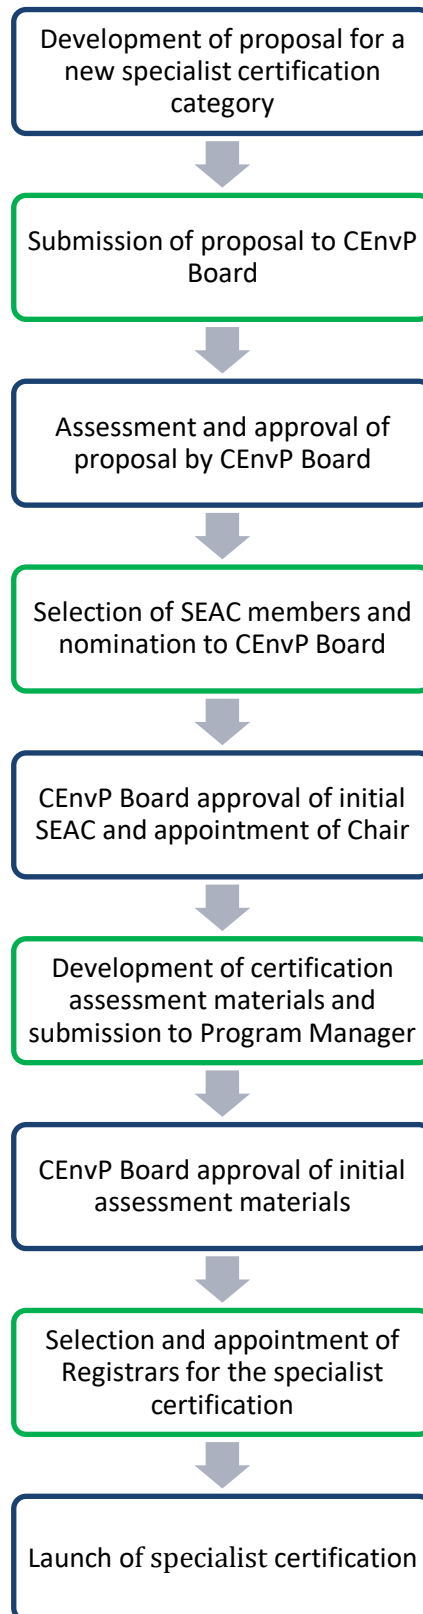 Development of proposal for a
new specialist certification
category
Submission of proposal to CEnvP
Board
Assessment and approval of
proposal by CEnvP Board
Selection of SEAC members and
nomination to CEnvP Board
CEnvP Board approval of initial
SEAC and appointment of Chair
Development of certification
assessment materials and
submission to Program Manager
CEnvP Board approval of initial
assessment materials
Selection and appointment of
Registrars for the specialist
certification
Launch of specialist certification